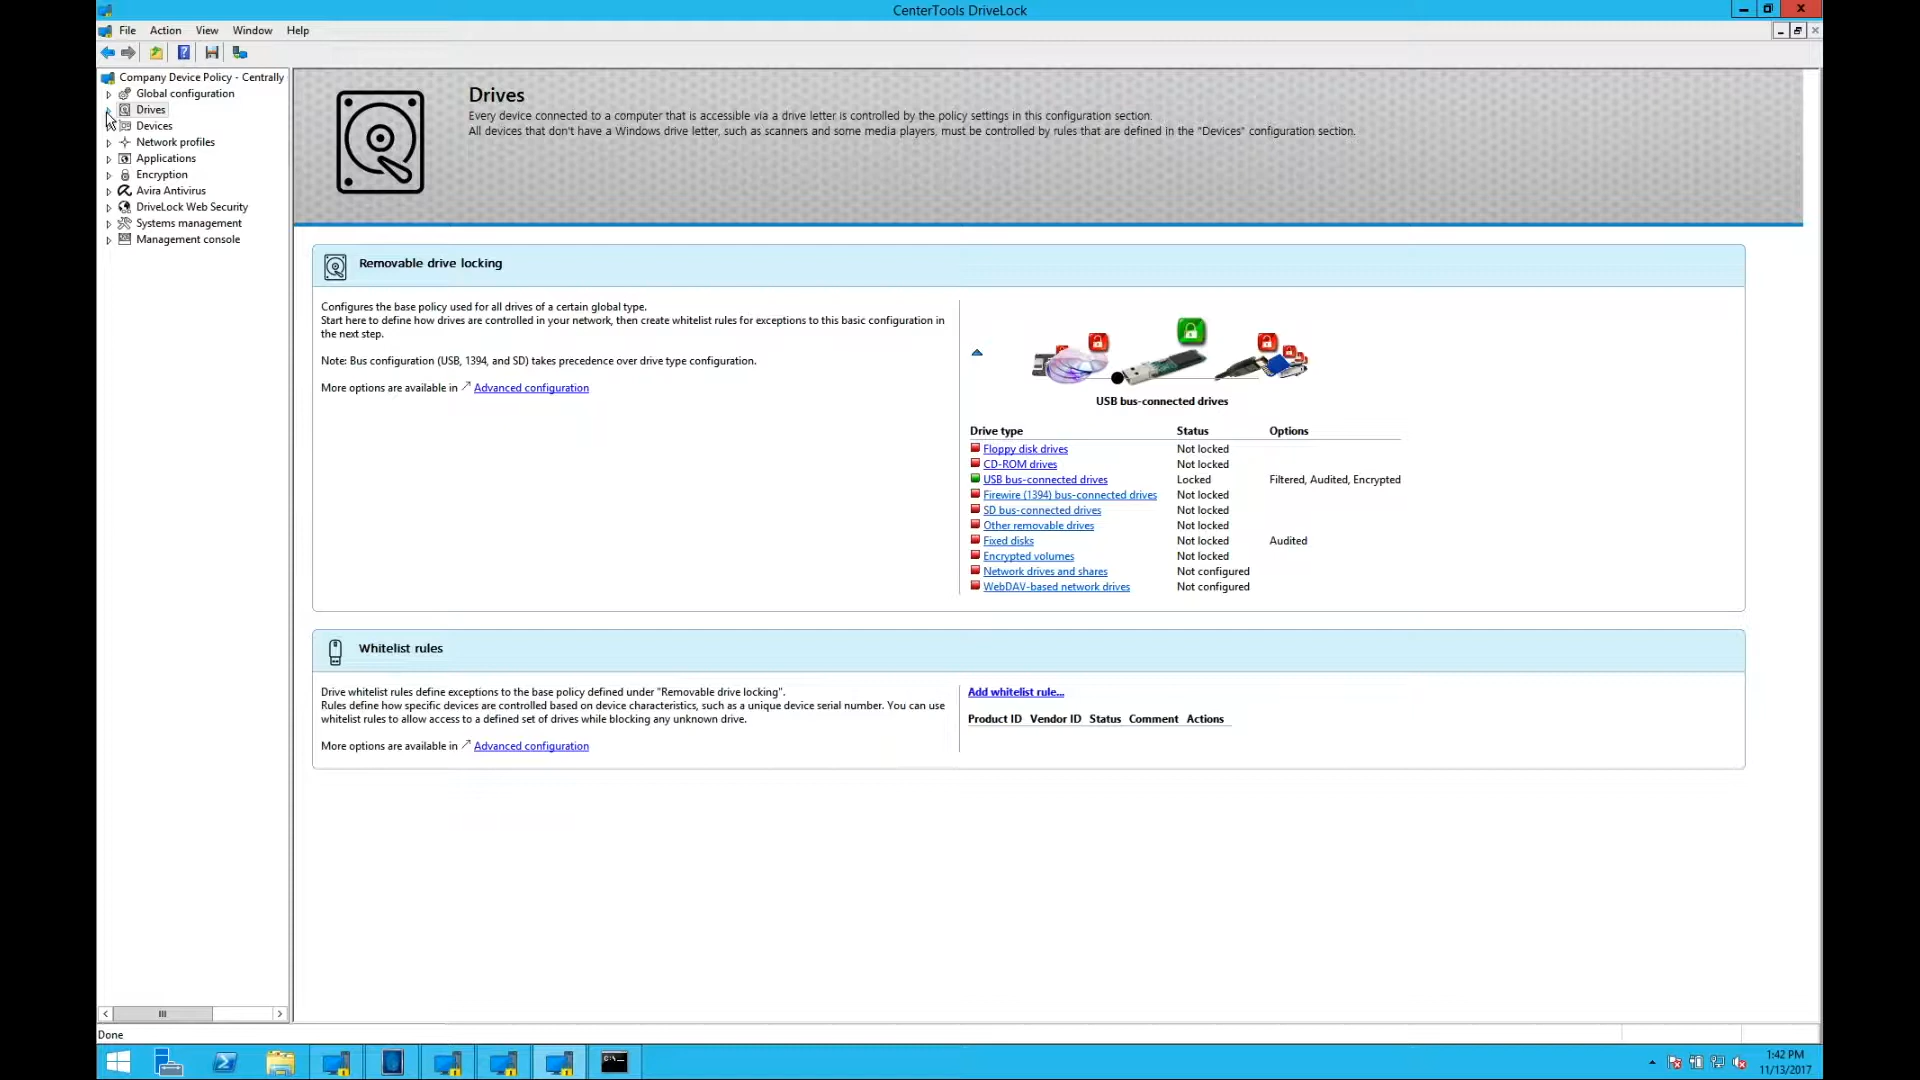 CenterTools DriveLock
File Action View Window Help
Company Device Policy - Centrally
Global configuration
Drives
Devices
Network profiles
Applications
Encryption
Avira Antivirus
DriveLock Web Security
Systems management
Management console
Drives
Every device connected to a computer that is accessible via a drive letter is controlled by the policy settings in this configuration section.
All devices that don't have a Windows drive letter, such as scanners and some media players, must be controlled by rules that are defined in the "Devices" configuration section.
Removable drive locking
Configures the base policy used for all drives of a certain global type.
Start here to define how drives are controlled in your network, then create whitelist rules for exceptions to this basic configuration in
the next step.
Note: Bus configuration (USB, 1394, and SD) takes precedence over drive type configuration.
More options are available in Advanced configuration
USB bus-connected drives
Drive type Status Options
Floppy disk drives Not locked
CD-ROM drives Not locked
USB bus-connected drives Locked Filtered, Audited, Encrypted
Firewire (1394) bus-connected drives Not locked
SD bus-connected drives Not locked
Other removable drives Not locked
Fixed disks Not locked Audited
Encrypted volumes Not locked
Network drives and shares Not configured
WebDAV-based network drives Not configured
Whitelist rules
Drive whitelist rules define exceptions to the base policy defined under "Removable drive locking".
Rules define how specific devices are controlled based on device characteristics, such as a unique device serial number. You can use
whitelist rules to allow access to a defined set of drives while blocking any unknown drive.
More options are available in Advanced configuration
Add whitelist rule...
Product ID Vendor ID Status Comment Actions
Done
1:42 PM
11/13/2017